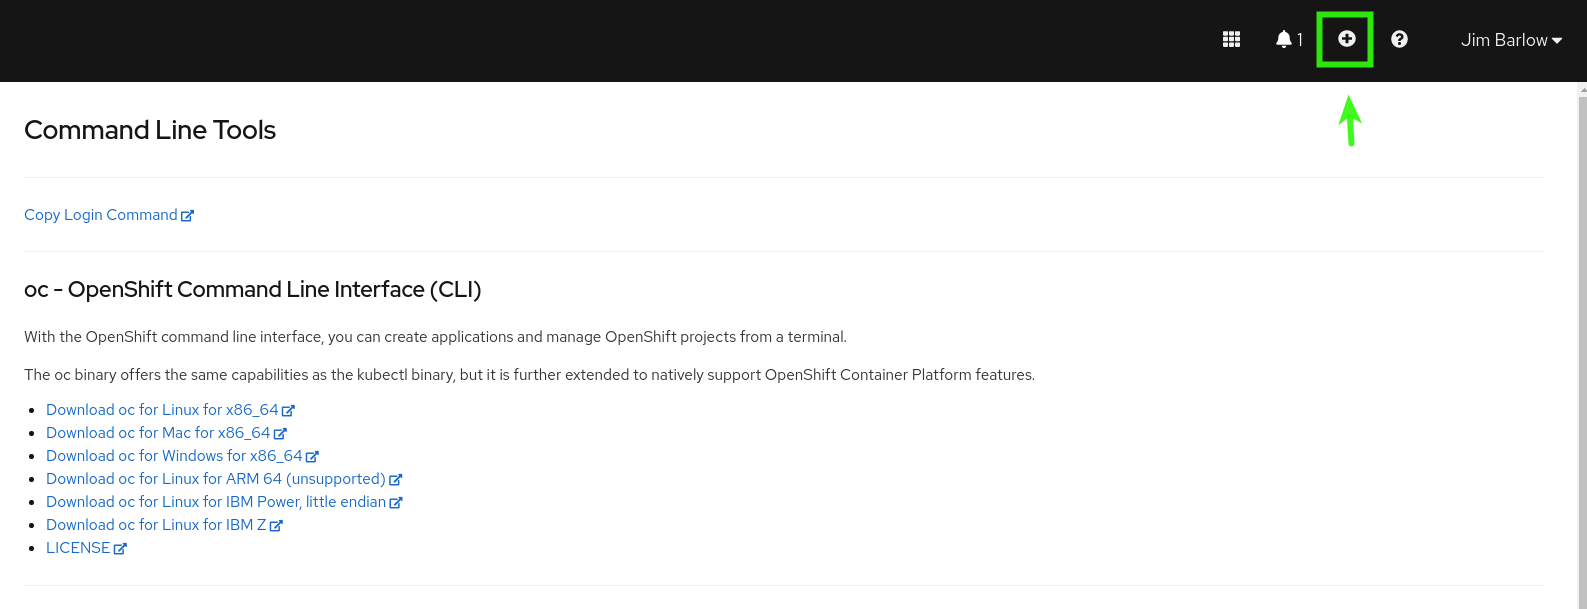 1
Jim Barlow
Command Line Tools
Copy Login Command
oc - OpenShift Command Line Interface (CLI)
With the OpenShift command line interface, you can create applications and manage OpenShift projects from a terminal.
The oc binary offers the same capabilities as the kubectl binary, but it is further extended to natively support OpenShift Container Platform features.
Download oc for Linux for x86_64
Download oc for Mac for x86_64
Download oc for Windows for x86_64
Download oc for Linux for ARM 64 (unsupported)
Download oc for Linux for IBM Power, little endian
Download oc for Linux for IBM Z
LICENSE